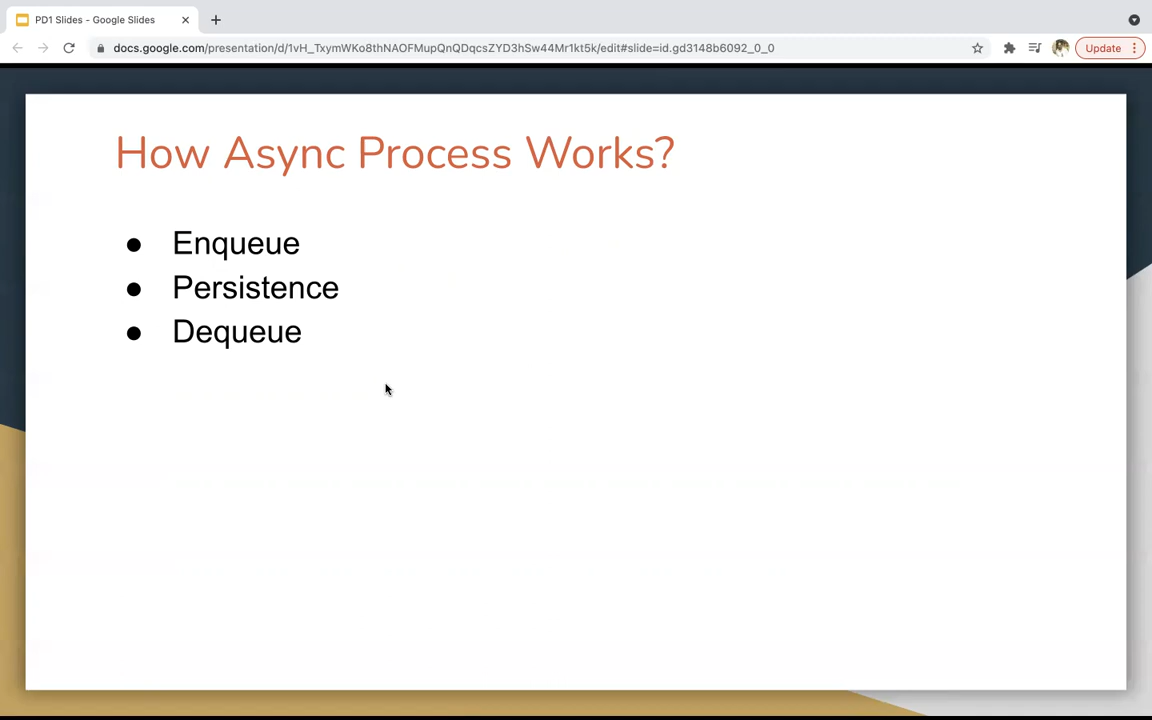 PD1 Slides - Google Slides
docs.google.com/presentation/d/1vH_TxymWKo8thNAOFMupQnQDqcsZYD3hSw44Mr1kt5k/edit#slide=id.gd3148b6092_0_0
Update
How Async Process Works?
● Enqueue
● Persistence
● Dequeue